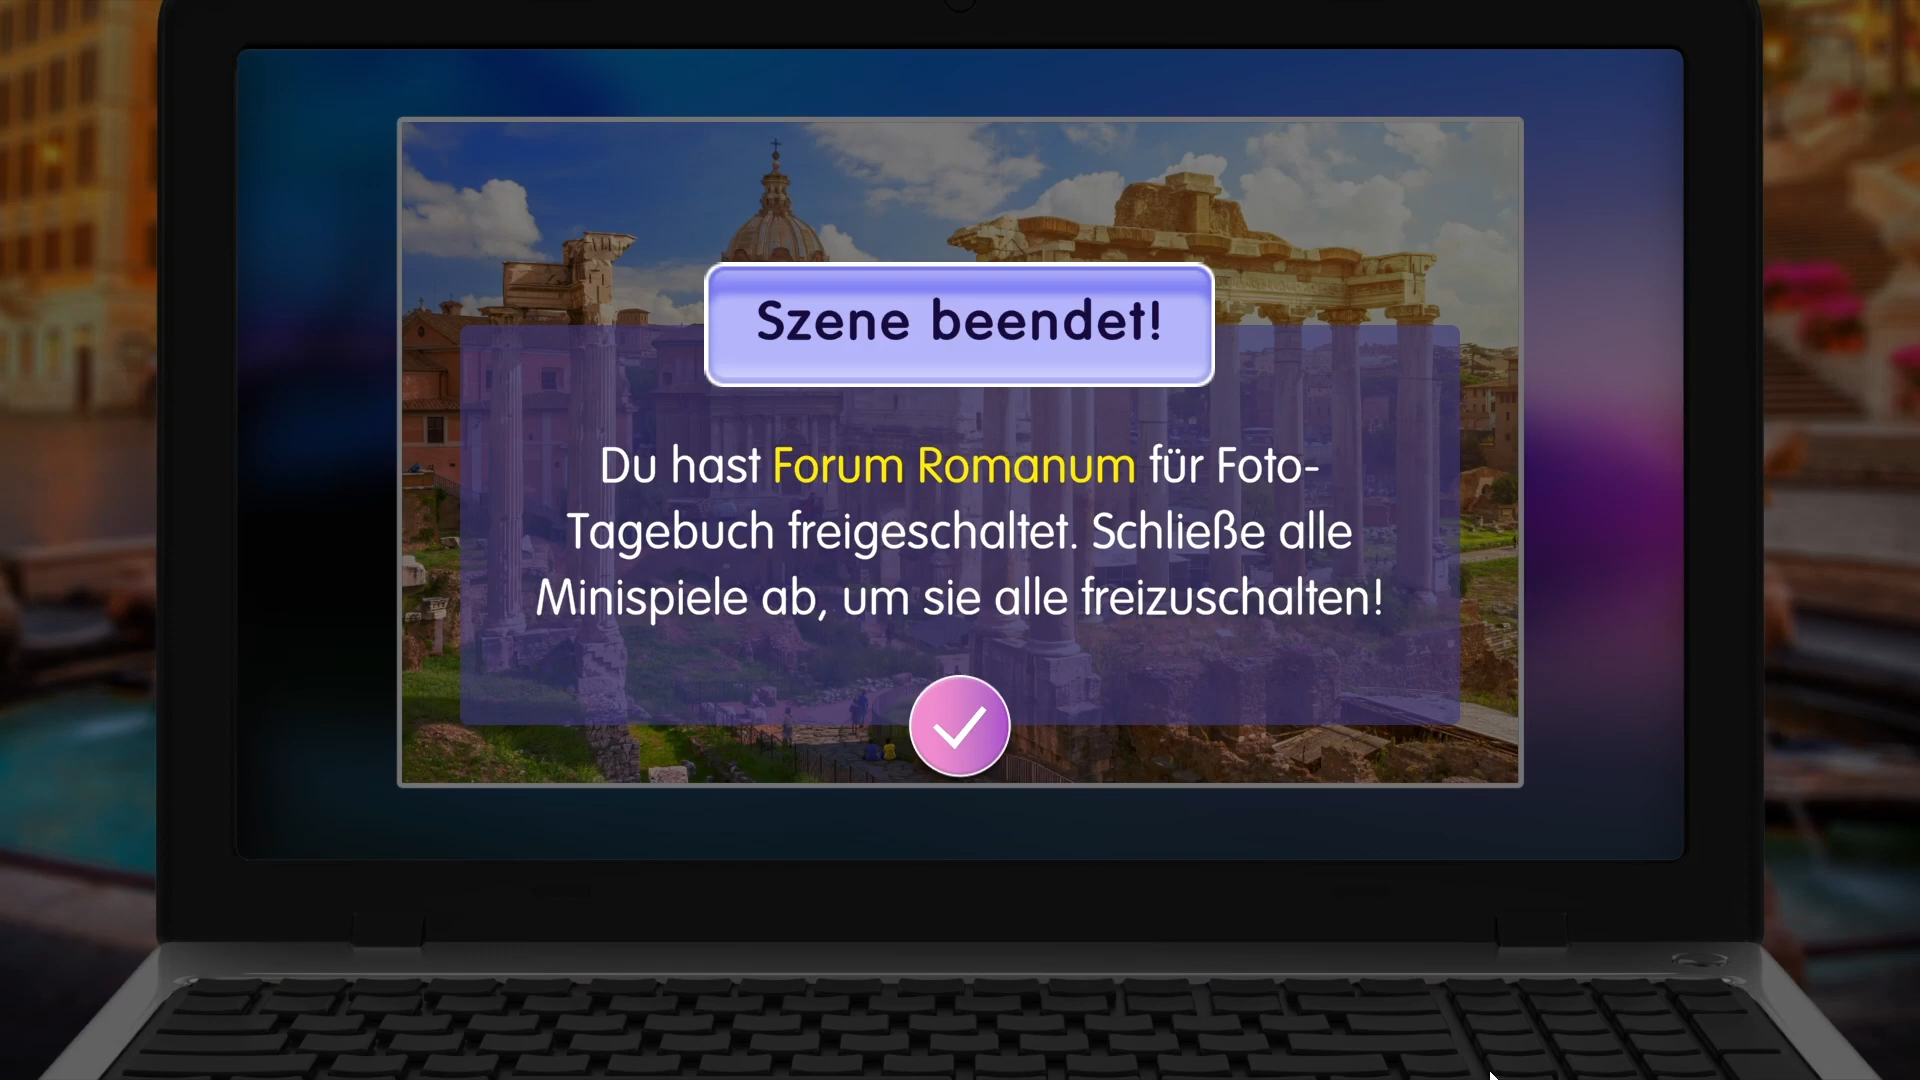 Szene beendet!
Du hast Forum Romanum für Foto-
Tagebuch freigeschaltet. Schließe alle
Minispiele ab, um sie alle freizuschalten!